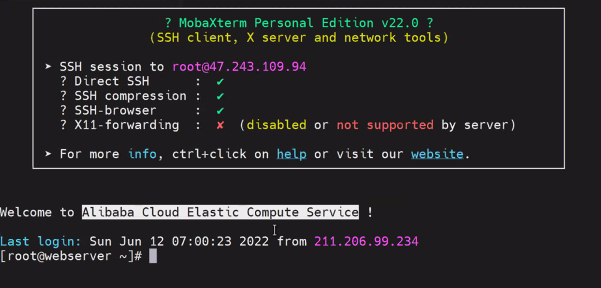 ? MobaXterm Personal Edition v22.0 ?
(SSH client, X server and network tools)
➤ SSH session to root@47.243.109.94
? Direct SSH : ✔
? SSH compression : ✔
? SSH-browser : ✔
? X11-forwarding : ✘ (disabled or not supported by server)
➤ For more info, ctrl+click on help or visit our website.
Welcome to Alibaba Cloud Elastic Compute Service !
Last login: Sun Jun 12 07:00:23 2022 from 211.206.99.234
[root@webserver ~]#